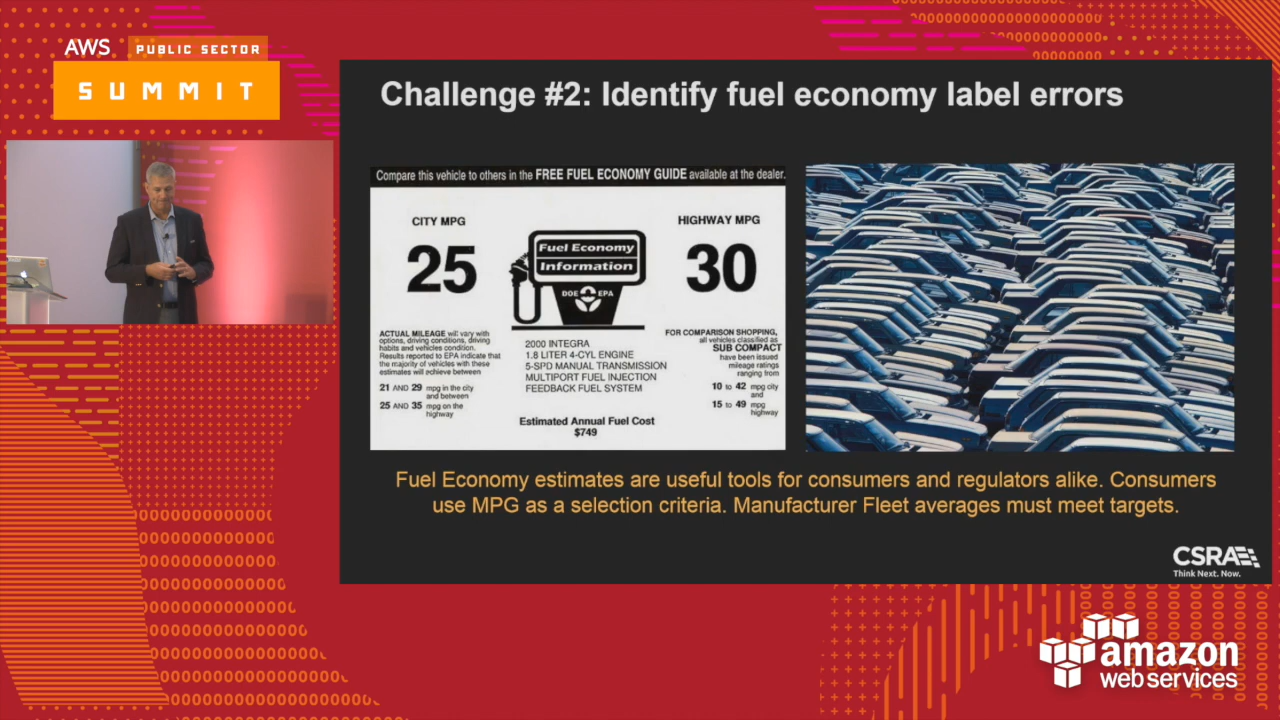 AWS PUBLIC SECTOR
SUMMIT
Challenge #2: Identify fuel economy label errors
Compare this vehicle to others in the FREE FUEL ECONOMY GUIDE available at the dealer.
CITY MPG
25
Fuel Economy
Information
DOE EPA
HIGHWAY MPG
30
ACTUAL MILEAGE will vary with
options, driving conditions, driving
habits and vehicles condition.
Results reported to EPA indicate that
the majority of vehicles with these
estimates will achieve between
21 AND 29 mpg in the city
and between
25 AND 35 mpg on the
highway
2000 INTEGRA
1.8 LITER 4-CYL ENGINE
5-SPD MANUAL TRANSMISSION
MULTIPORT FUEL INJECTION
FEEDBACK FUEL SYSTEM
Estimated Annual Fuel Cost
$749
FOR COMPARISON SHOPPING,
all vehicles classified as
SUB COMPACT
have been issued
mileage ratings
ranging from
10 to 42 mpg city
and
15 to 49 mpg
highway
Fuel Economy estimates are useful tools for consumers and regulators alike. Consumers
use MPG as a selection criteria. Manufacturer Fleet averages must meet targets.
CSRA
Think Next. Now.
amazon
web services